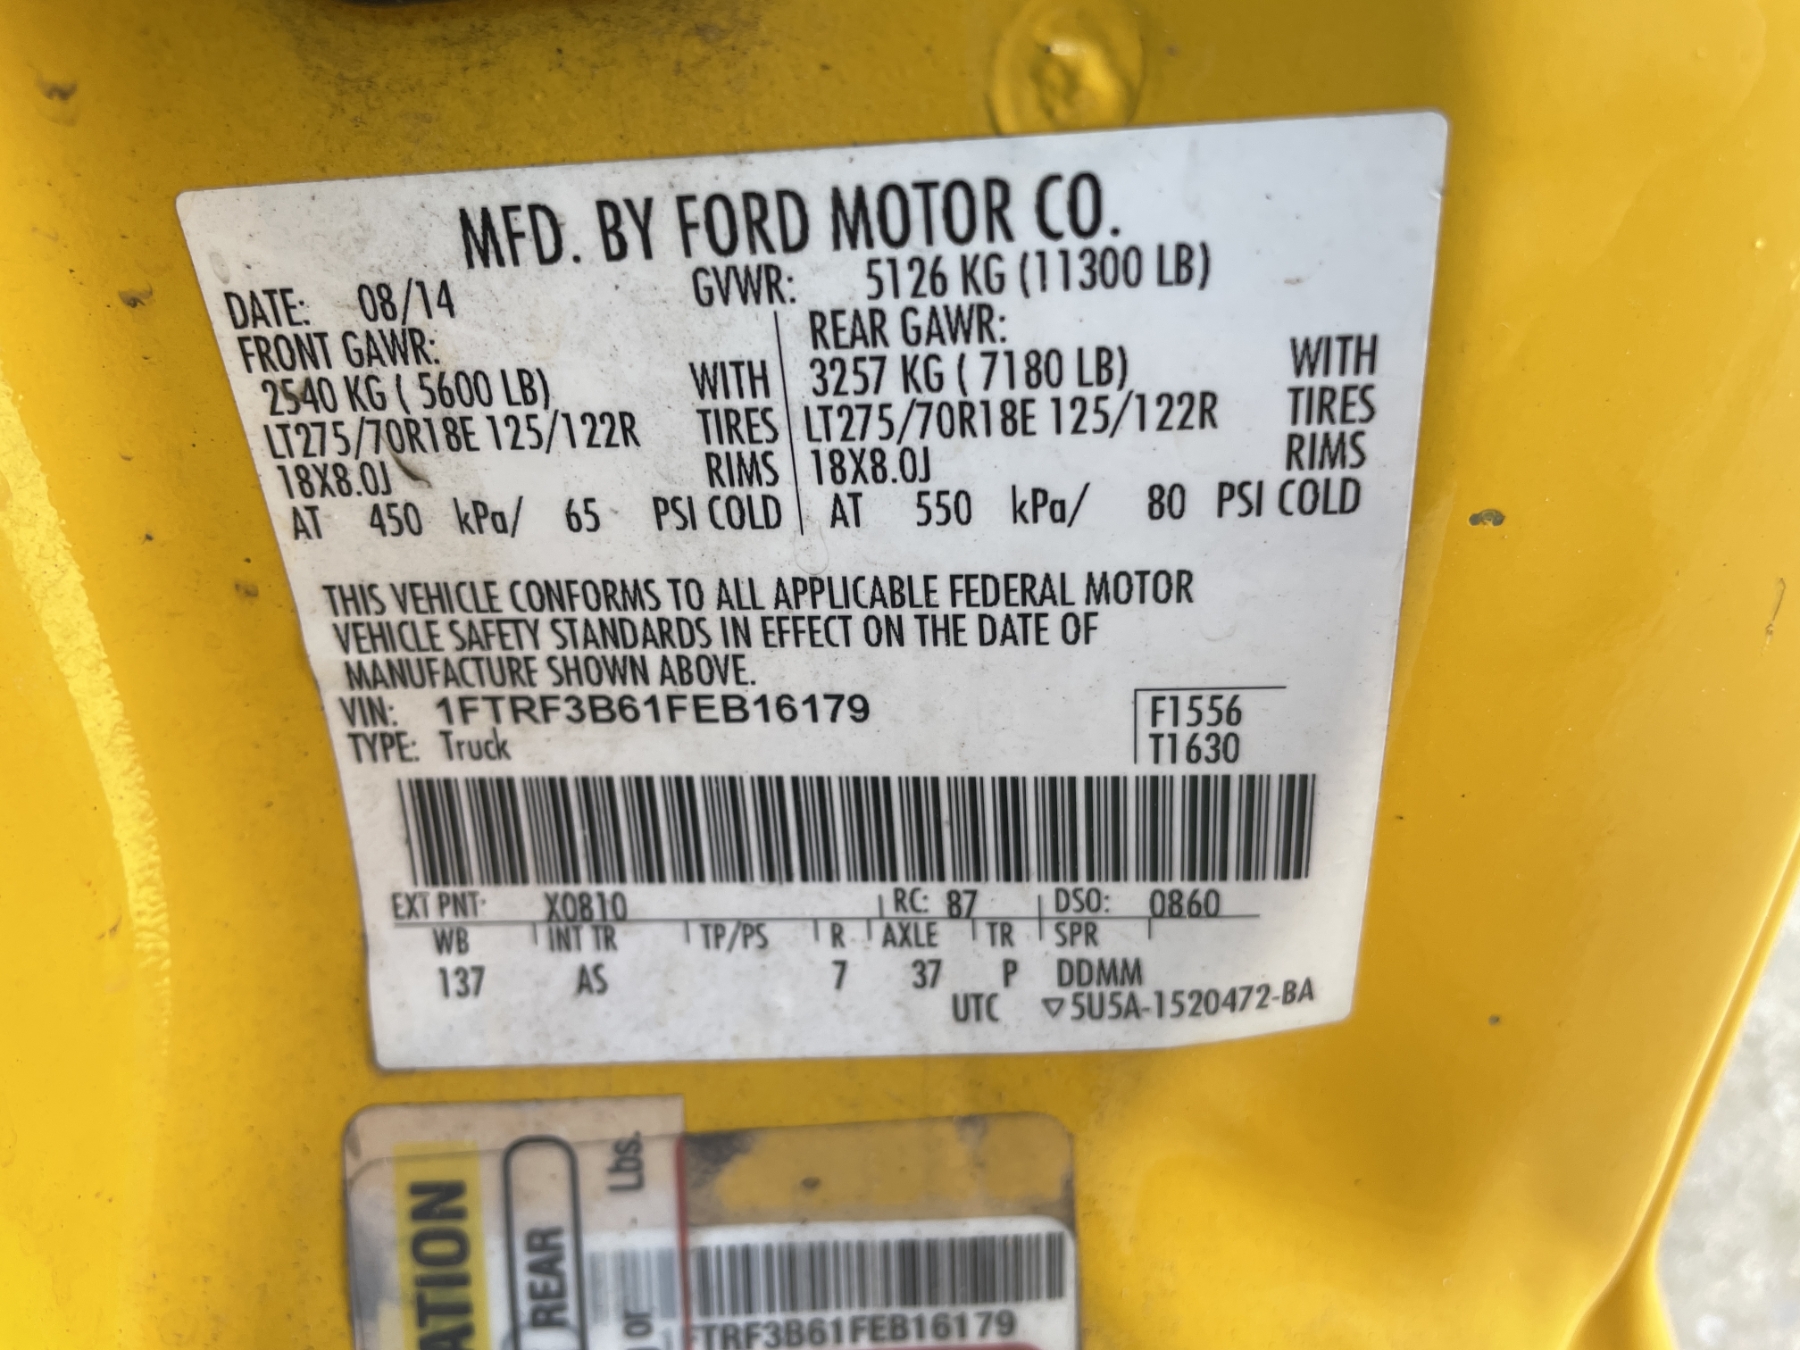 MFD. BY FORD MOTOR CO.
DATE: 08/14 GVWR: 5126 KG (11300 LB)
FRONT GAWR: REAR GAWR:
2540 KG ( 5600 LB) WITH 3257 KG ( 7180 LB) WITH
LT275/70R18E 125/122R TIRES LT275/70R18E 125/122R TIRES
18X8.0J RIMS 18X8.0J RIMS
AT 450 kPa/ 65 PSI COLD AT 550 kPa/ 80 PSI COLD
THIS VEHICLE CONFORMS TO ALL APPLICABLE FEDERAL MOTOR
VEHICLE SAFETY STANDARDS IN EFFECT ON THE DATE OF
MANUFACTURE SHOWN ABOVE.
VIN: 1FTRF3B61FEB16179 F1556
TYPE: Truck T1630
EXT PNT: X0810 RC: 87 DSO: 0860
WB INT TR TP/PS R AXLE TR SPR
137 AS 7 37 P DDMM
UTC ▽5U5A-1520472-BA
ATION
REAR
Lbs.
or
FTRF3B61FEB16179